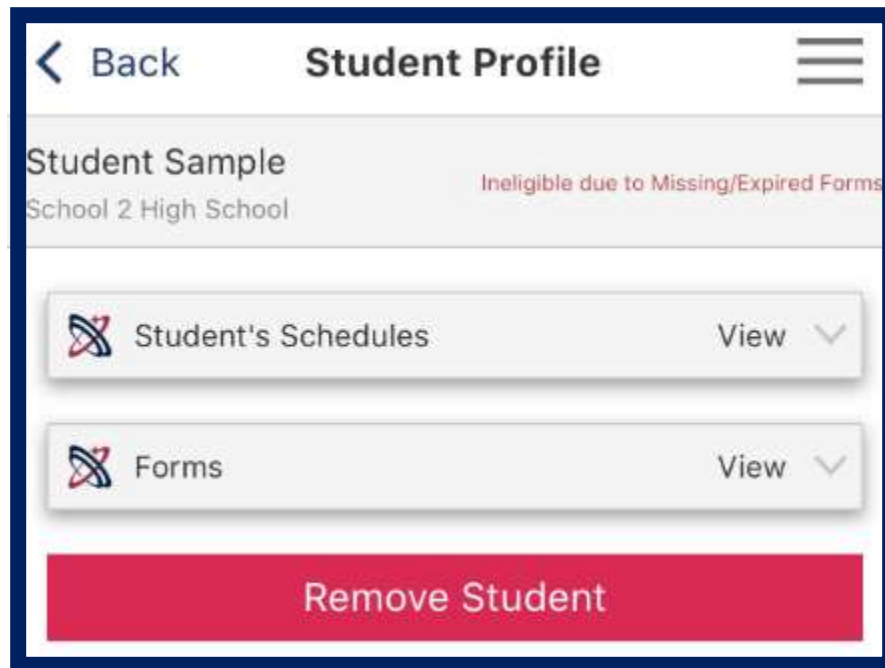 Back Student Profile
Student Sample
Ineligible due to Missing/Expired Forms
School 2 High School
Student's Schedules View
Forms View
Remove Student